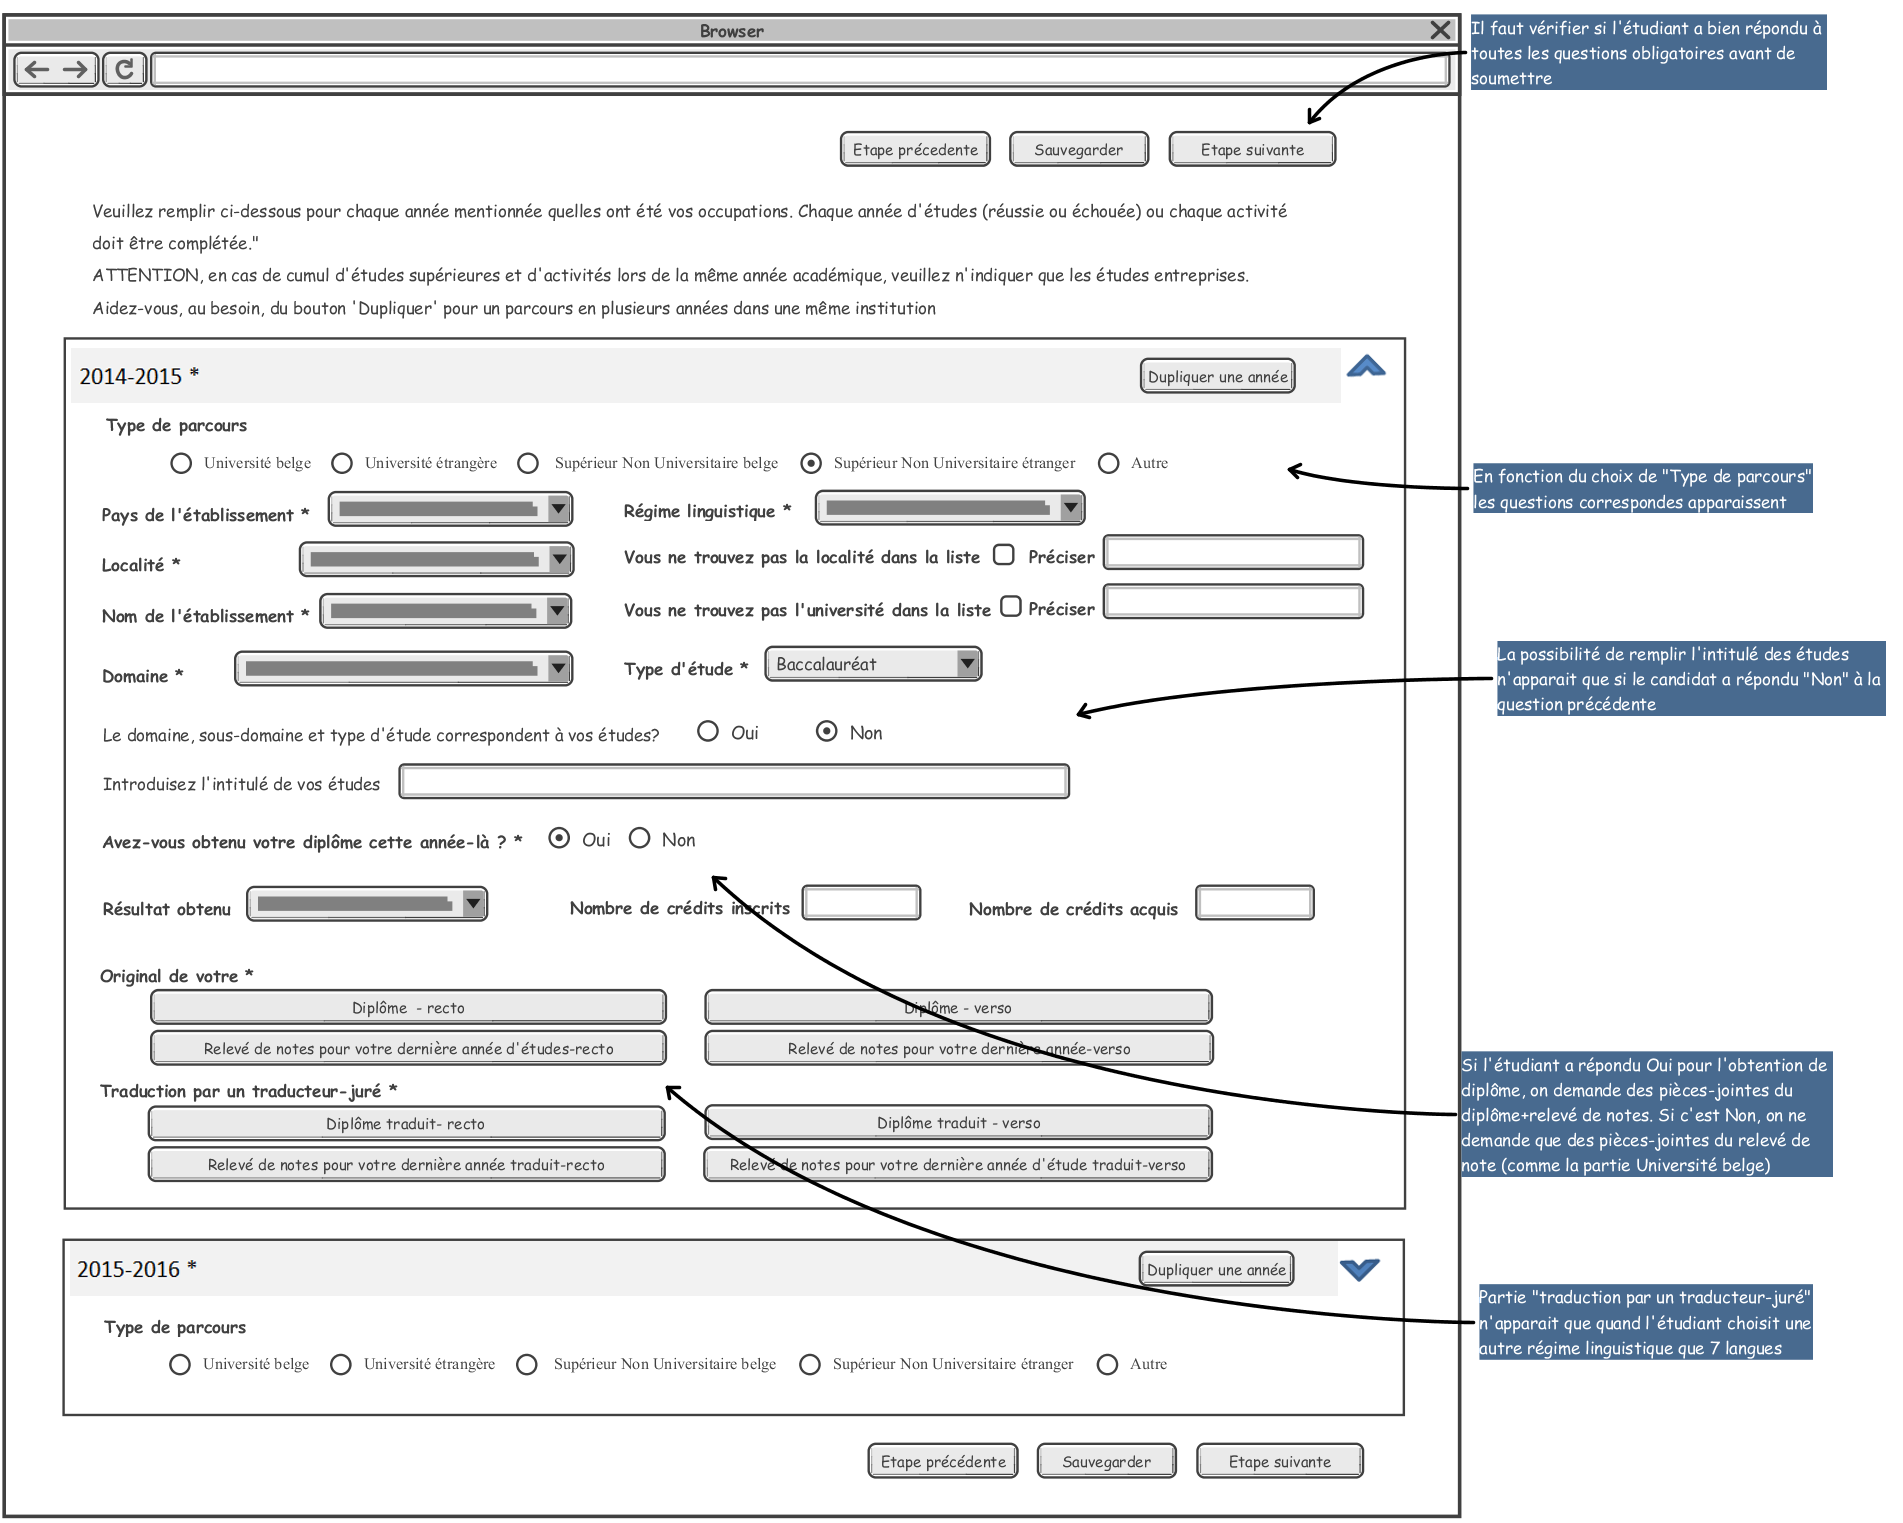 Browser
Il faut vérifier si l'étudiant a bien répondu à
toutes les questions obligatoires avant de
soumettre
Etape précedente
Sauvegarder
Etape suivante
Veuillez remplir ci-dessous pour chaque année mentionnée quelles ont été vos occupations. Chaque année d'études (réussie ou échouée) ou chaque activité
doit être complétée."
ATTENTION, en cas de cumul d'études supérieures et d'activités lors de la même année académique, veuillez n'indiquer que les études entreprises.
Aidez-vous, au besoin, du bouton 'Dupliquer' pour un parcours en plusieurs années dans une même institution
2014-2015 *
Dupliquer une année
Type de parcours
Université belge
Université étrangère
Supérieur Non Universitaire belge
Supérieur Non Universitaire étranger
Autre
En fonction du choix de "Type de parcours"
les questions correspondes apparaissent
Pays de l'établissement *
Régime linguistique *
Localité *
Vous ne trouvez pas la localité dans la liste
Préciser
Nom de l'établissement *
Vous ne trouvez pas l'université dans la liste
Préciser
Domaine *
Type d'étude *
Baccalauréat
La possibilité de remplir l'intitulé des études
n'apparait que si le candidat a répondu "Non" à la
question précédente
Le domaine, sous-domaine et type d'étude correspondent à vos études?
Oui
Non
Introduisez l'intitulé de vos études
Avez-vous obtenu votre diplôme cette année-là ? *
Oui
Non
Résultat obtenu
Nombre de crédits inscrits
Nombre de crédits acquis
Original de votre *
Diplôme - recto
Diplôme - verso
Relevé de notes pour votre dernière année d'études-recto
Relevé de notes pour votre dernière année-verso
Si l'étudiant a répondu Oui pour l'obtention de
diplôme, on demande des pièces-jointes du
diplôme+relevé de notes. Si c'est Non, on ne
demande que des pièces-jointes du relevé de
note (comme la partie Université belge)
Traduction par un traducteur-juré *
Diplôme traduit- recto
Diplôme traduit - verso
Relevé de notes pour votre dernière année traduit-recto
Relevé de notes pour votre dernière année d'étude traduit-verso
2015-2016 *
Dupliquer une année
Partie "traduction par un traducteur-juré"
n'apparait que quand l'étudiant choisit une
autre régime linguistique que 7 langues
Type de parcours
Université belge
Université étrangère
Supérieur Non Universitaire belge
Supérieur Non Universitaire étranger
Autre
Etape précédente
Sauvegarder
Etape suivante